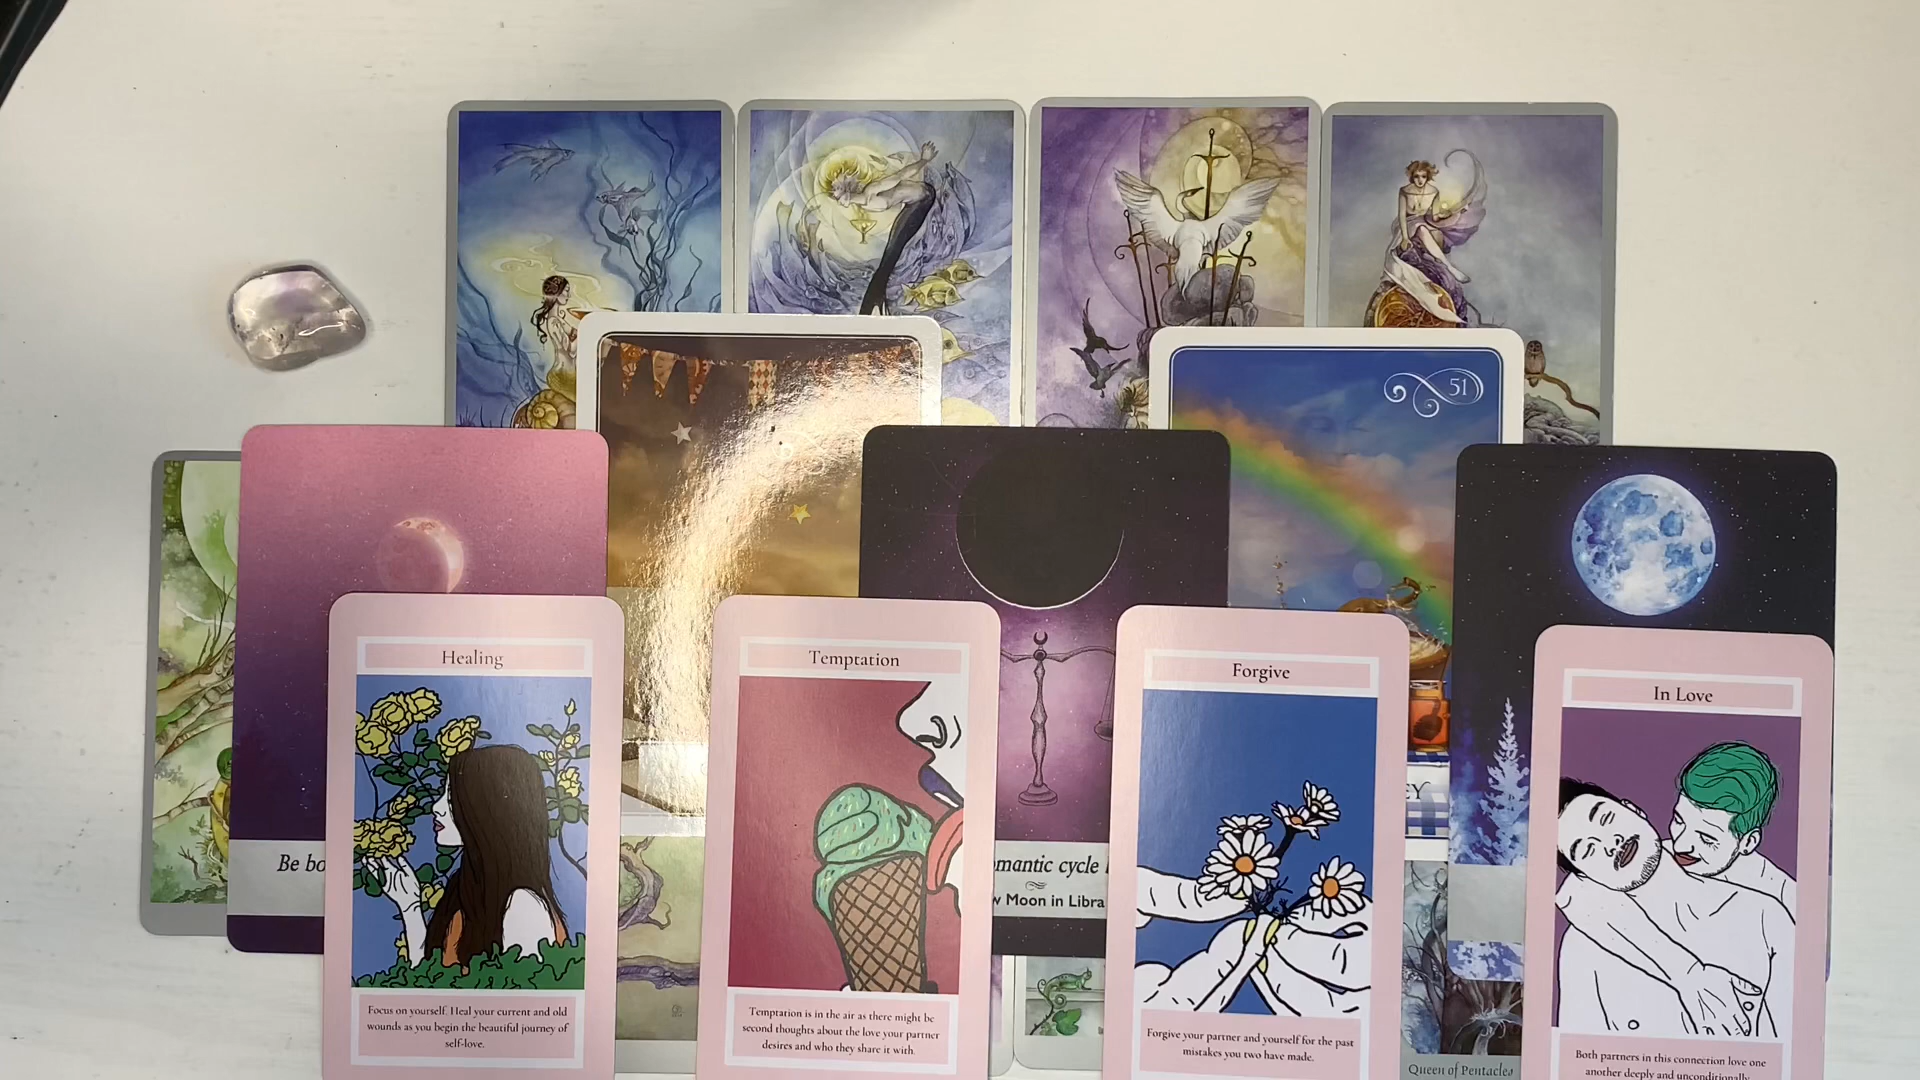 51
Healing
Temptation
Forgive
In Love
Be
omantic cycle
Moon in Libra
Focus on yourself. Heal your current and old
wounds as you begin the beautiful journey of
self-love.
Temptation is in the air as there might be
second thoughts about the love your partner
desires and who they share it with.
Forgive your partner and yourself for the past
mistakes you two have made.
Both partners in this connection love one
another deeply and unconditionally
Queen of Pentacles